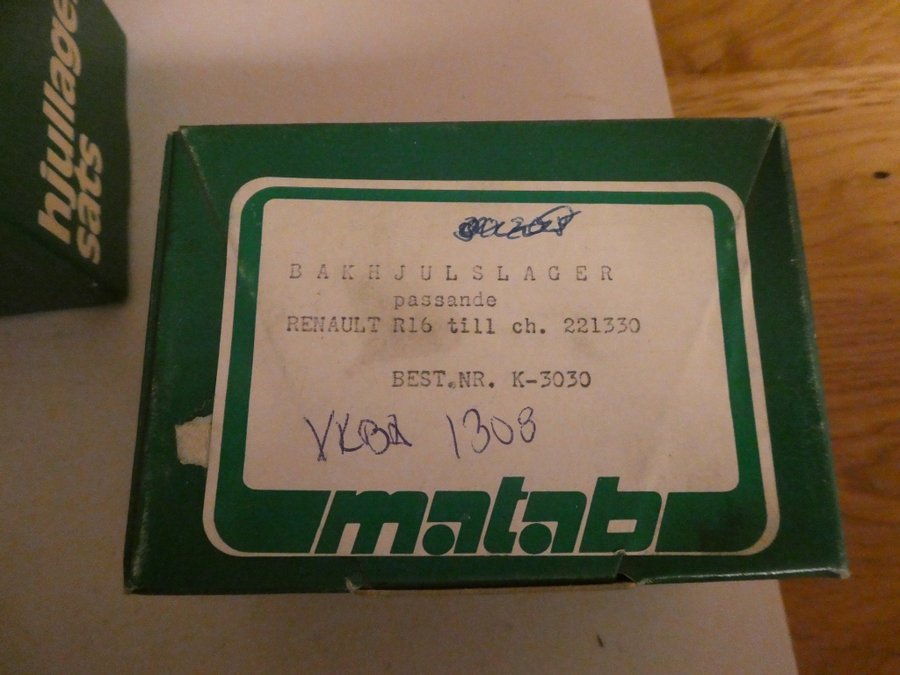 hjullager
sats
BAKHJULSLAGER
passande
RENAULT R16 till ch. 221330
BEST.NR. K-3030
VKBA 1308
matab